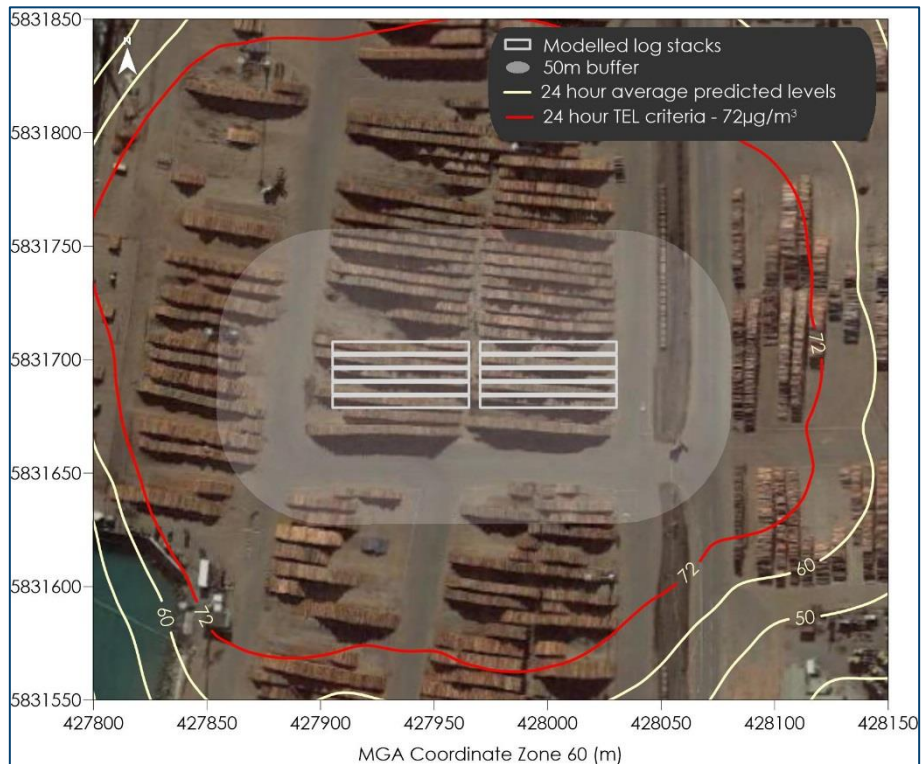 5831850
N
Modelled log stacks
50m buffer
24 hour average predicted levels
24 hour TEL criteria - 72µg/m³
5831800
5831750
5831700
72
5831650
5831600
72
60
60
72
50
5831550
427800 427850 427900 427950 428000 428050 428100 428150
MGA Coordinate Zone 60 (m)